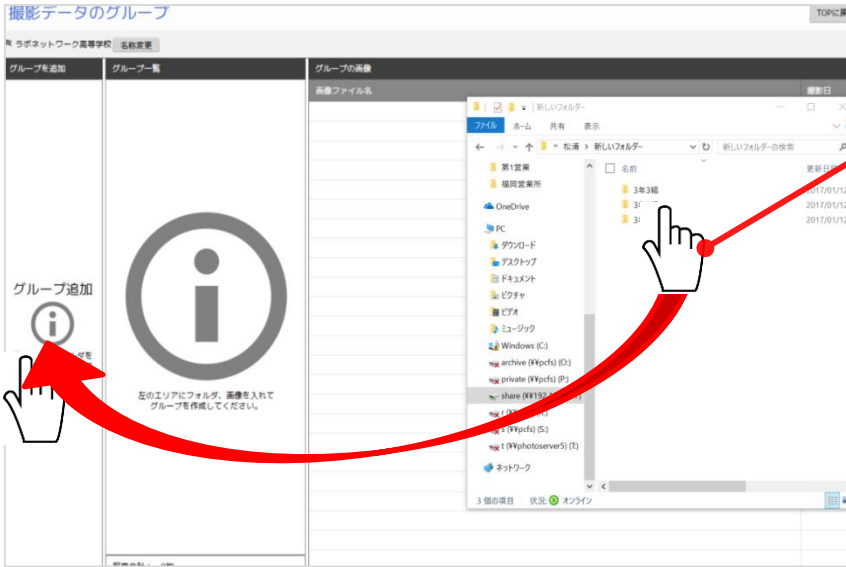 撮影データのグループ
TOPに戻
ラボネットワーク高等学校 名称変更
グループを追加
グループ一覧
グループの画像
画像ファイル名
撮影日
グループ追加
左のエリアにフォルダ、画像を入れて
グループを作成してください。
新しいフォルダー
ファイル ホーム 共有 表示
« 松浦 > 新しいフォルダー
新しいフォルダーの検索
第1営業
福岡営業所
OneDrive
PC
ダウンロード
デスクトップ
ドキュメント
ピクチャ
ビデオ
ミュージック
Windows (C:)
archive (¥¥pcfs) (O:)
private (¥¥pcfs) (P:)
share (¥¥192
(¥¥pcfs) (S:)
t (¥¥photoserver5) (T:)
ネットワーク
名前
更新日時
3年3組 2017/01/12
3 2017/01/12
3 2017/01/12
3 個の項目 状況: オンライン